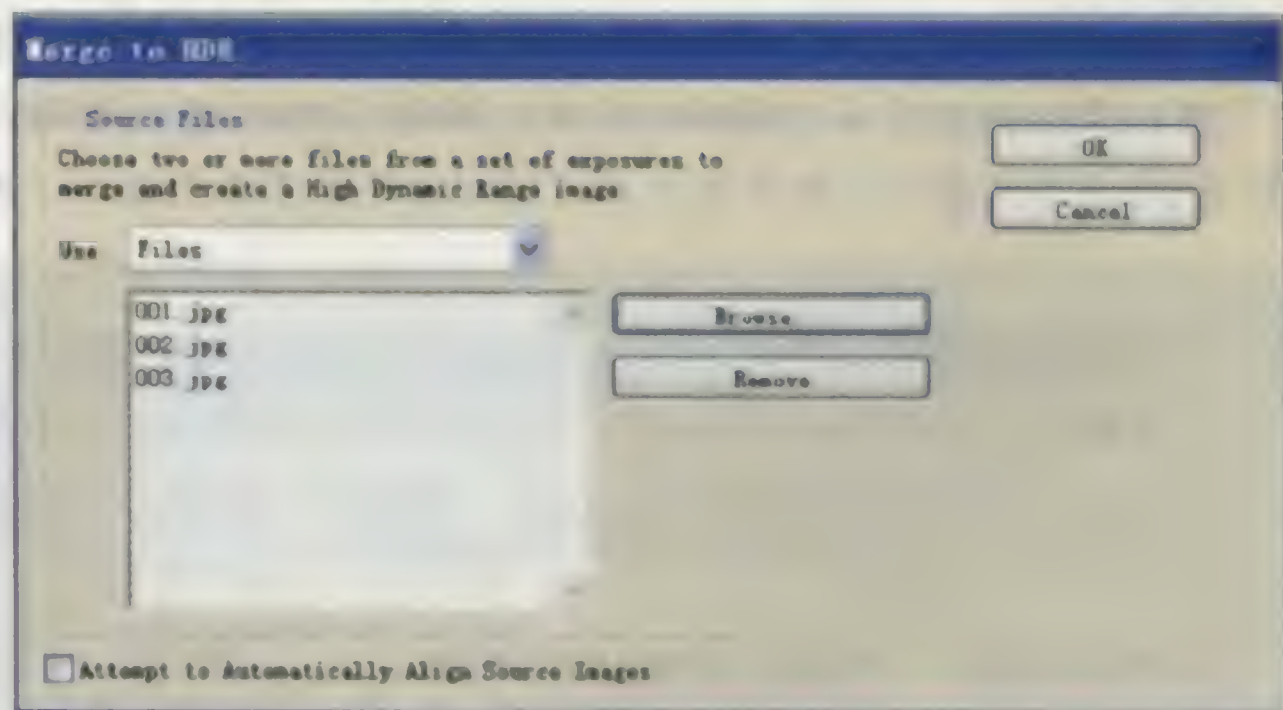 Merge to HDR
Source Files
Choose two or more files from a set of exposures to
merge and create a High Dynamic Range image
OK
Cancel
Use Files
001.jpg
002.jpg
003.jpg
Browse
Remove
Attempt to Automatically Align Source Images